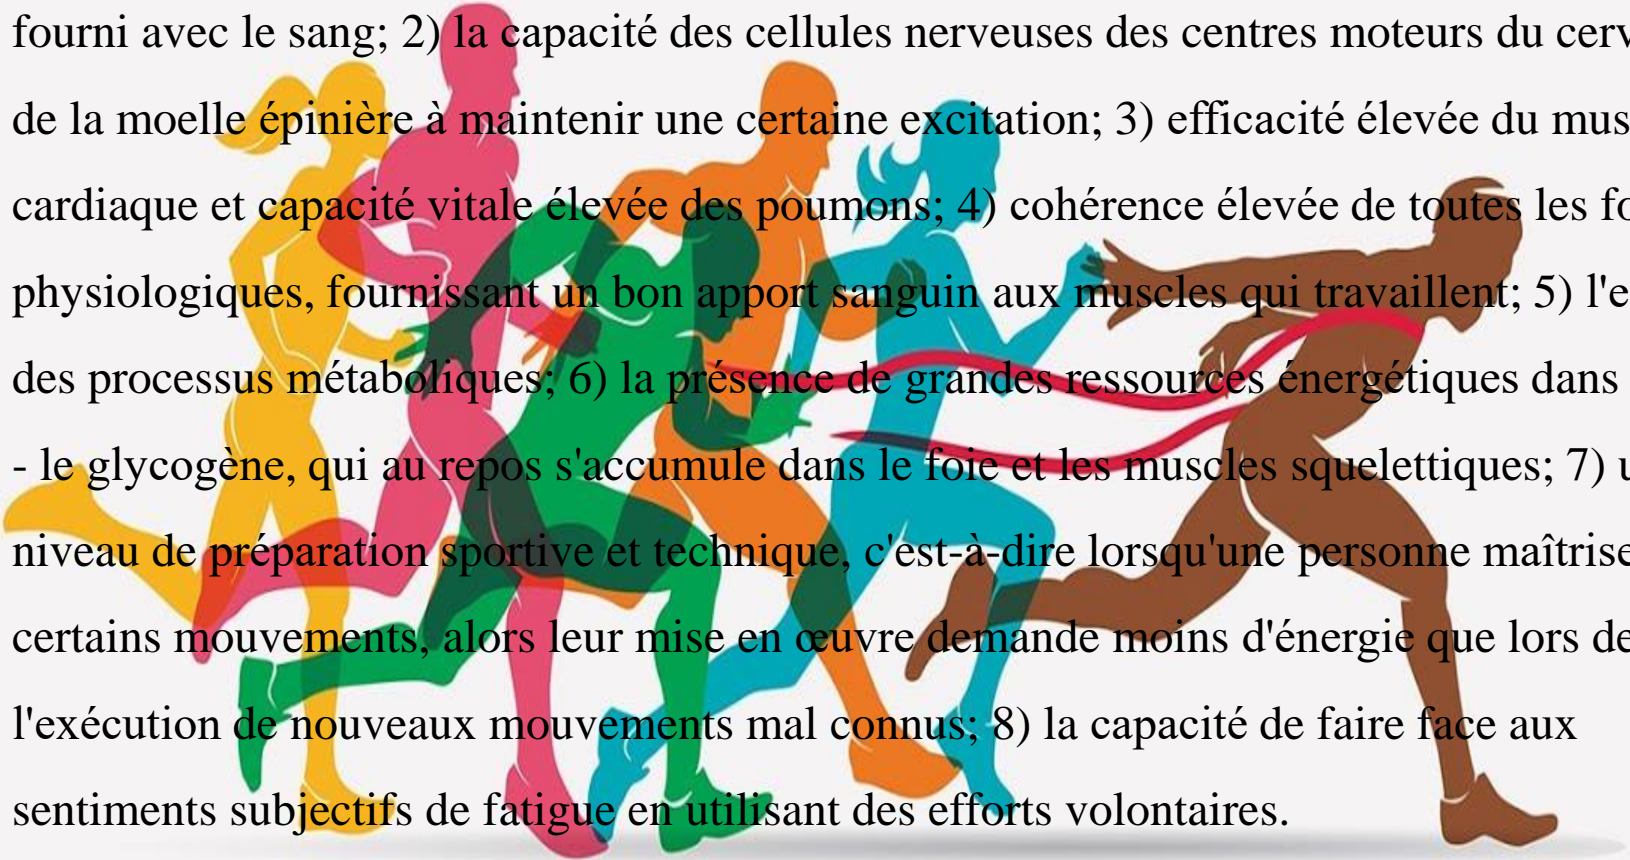 fourni avec le sang; 2) la capacité des cellules nerveuses des centres moteurs du
de la moelle épinière à maintenir une certaine excitation; 3) efficacité élevée du
cardiaque et capacité vitale élevée des poumons; 4) cohérence élevée de toutes les
physiologiques, fournissant un bon apport sanguin aux muscles qui travaillent; 5)
des processus métaboliques; 6) la présence de grandes ressources énergétiques dans
- le glycogène, qui au repos s'accumule dans le foie et les muscles squelettiques; 7)
niveau de préparation sportive et technique, c'est-à-dire lorsqu'une personne maîtrise
certains mouvements, alors leur mise en œuvre demande moins d'énergie que lors de
l'exécution de nouveaux mouvements mal connus; 8) la capacité de faire face aux
sentiments subjectifs de fatigue en utilisant des efforts volontaires.